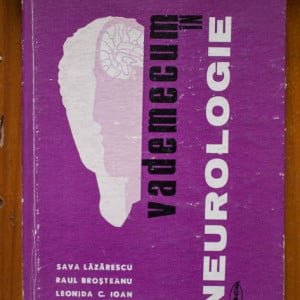 vademecum
ÎN
NEUROLOGIE
SAVA LĂZĂRESCU
RAUL BROȘTEANU
LEONIDA C. IOAN